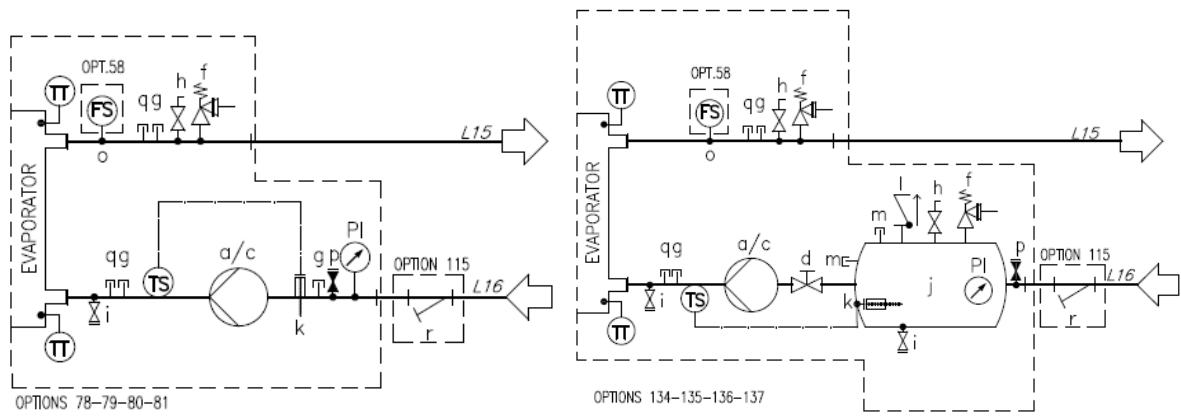 OPT.58
TT
FS
o
qg
h
f
L15
EVAPORATOR
a/c
PI
qg
TS
g
p
OPTION 115
L16
i
k
r
TT
OPTIONS 78-79-80-81
OPT.58
TT
FS
o
qg
h
f
L15
EVAPORATOR
l
h
f
m
a/c
d
m
j
PI
p
OPTION 115
L16
qg
i
TS
k
i
r
TT
OPTIONS 134-135-136-137